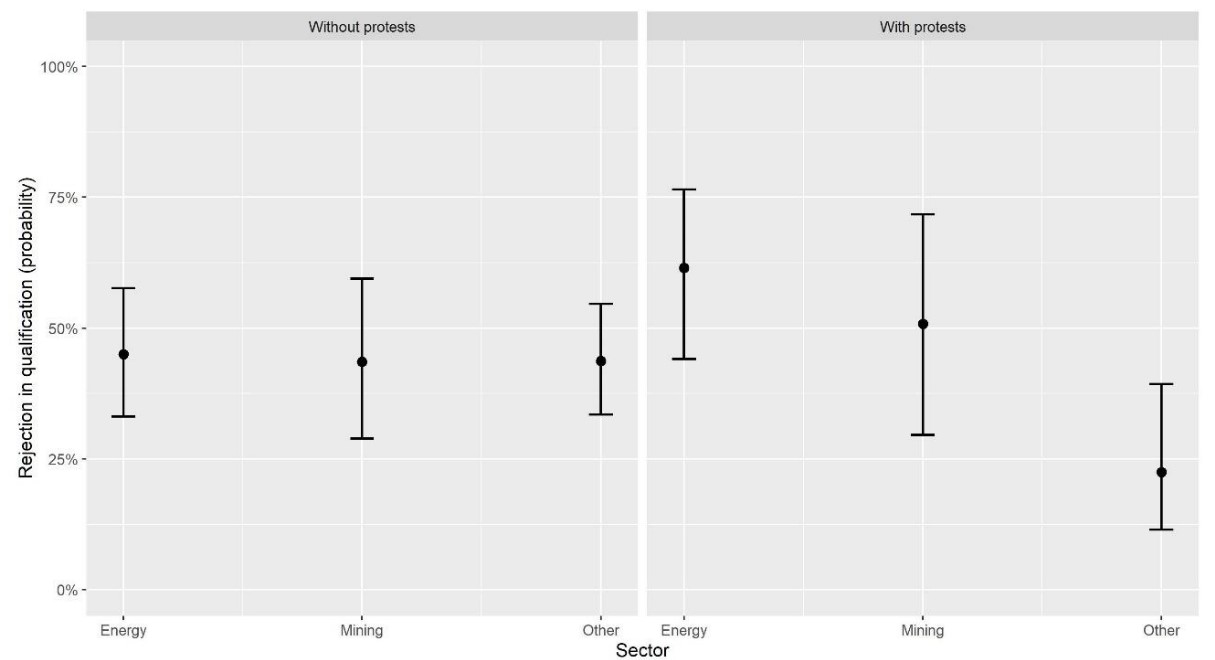 Without protests
With protests
Rejection in qualification (probability)
100%
75%
50%
25%
0%
Energy
Mining
Other
Energy
Mining
Other
Sector